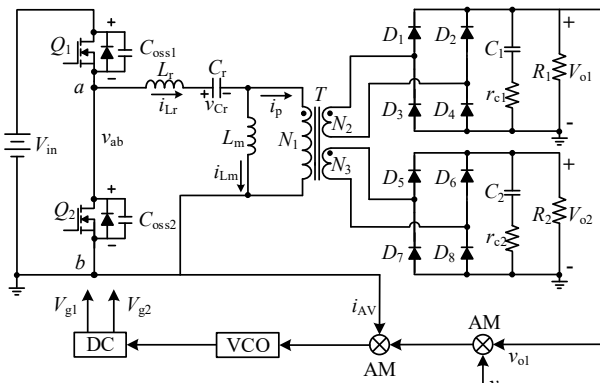 +
Q1
Coss1
-
a
Lr
Cr
iLr
+ vCr -
ip
T
N1
N2
N3
Lm
iLm
Vin
vab
+
Q2
Coss2
-
b
D1
D2
D3
D4
C1
rc1
R1
+
Vo1
-
D5
D6
D7
D8
C2
rc2
R2
+
Vo2
-
Vg1
Vg2
iAV
DC
VCO
AM
AM
vo1